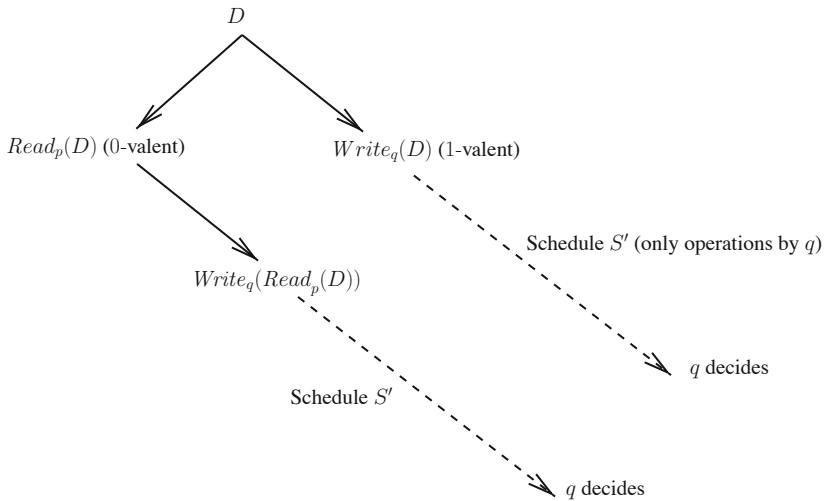 D
Read_p(D) (0-valent)
Write_q(D) (1-valent)
Schedule S′ (only operations by q)
Write_q(Read_p(D))
q decides
Schedule S′
q decides